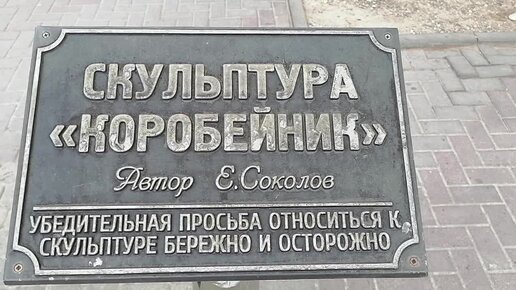 СКУЛЬПТУРА
«КОРОБЕЙНИК»
Автор Е.Соколов
УБЕДИТЕЛЬНАЯ ПРОСЬБА ОТНОСИТЬСЯ К
СКУЛЬПТУРЕ БЕРЕЖНО И ОСТОРОЖНО